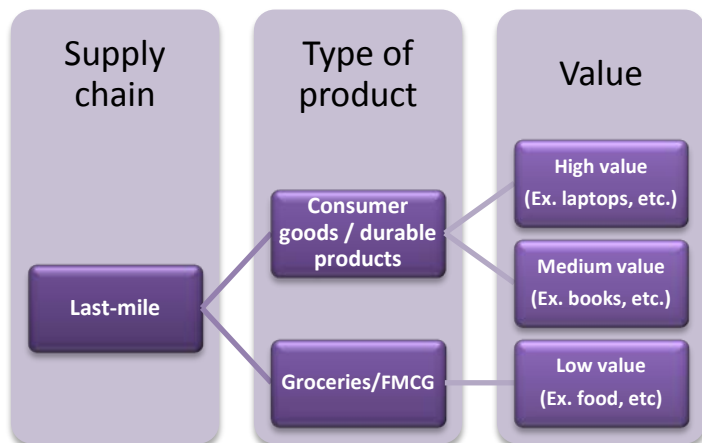 Supply
chain
Type of
product
Value
Last-mile
Consumer
goods / durable
products
Groceries/FMCG
High value
(Ex. laptops, etc.)
Medium value
(Ex. books, etc.)
Low value
(Ex. food, etc)